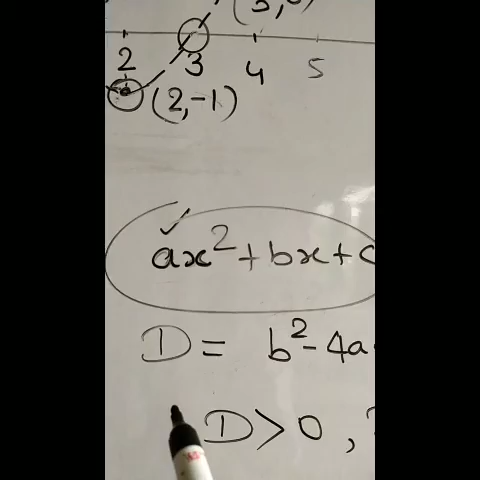 2 3 4 5
(2,-1)
ax²+bx+c
D = b²-4a
D>0,